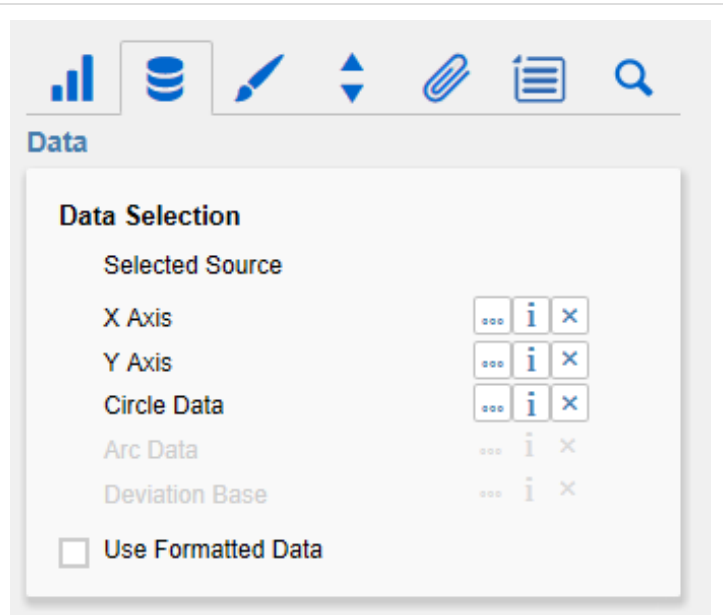 Data
Data Selection
Selected Source
X Axis ... i ×
Y Axis ... i ×
Circle Data ... i ×
Arc Data ... i ×
Deviation Base ... i ×
Use Formatted Data